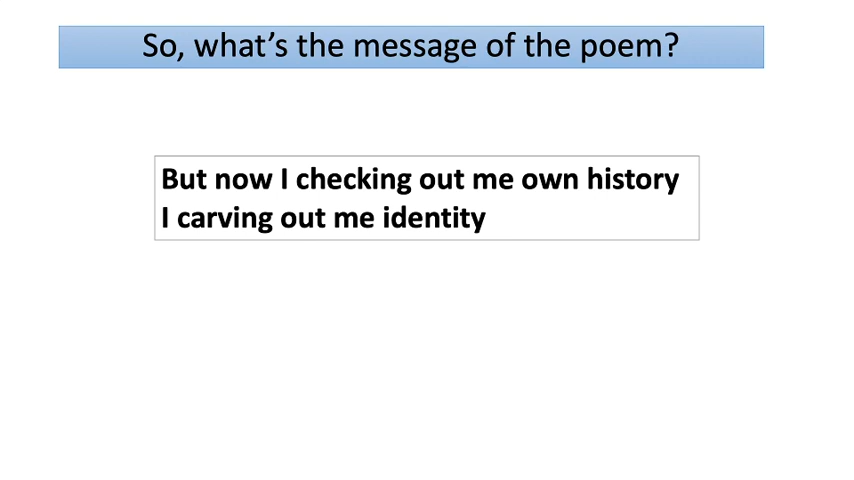 So, what's the message of the poem?
But now I checking out me own history
I carving out me identity